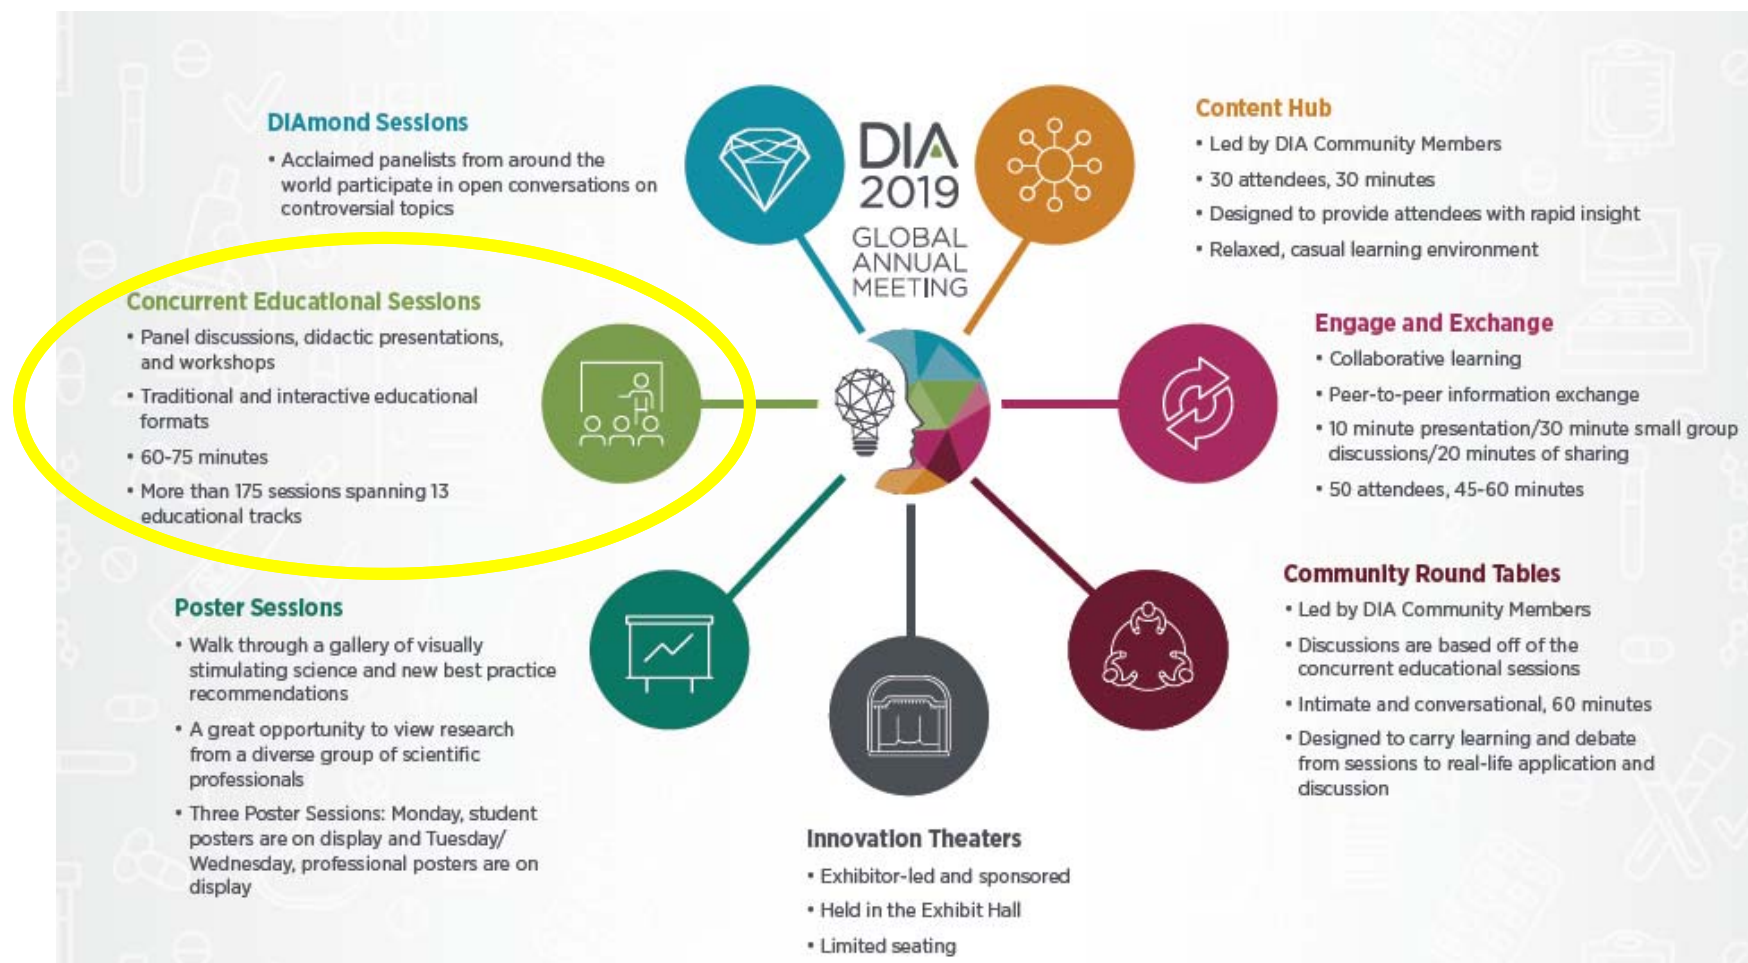 DIAmond Sessions
• Acclaimed panelists from around the
world participate in open conversations on
controversial topics
DIA
2019
GLOBAL
ANNUAL
MEETING
Content Hub
• Led by DIA Community Members
• 30 attendees, 30 minutes
• Designed to provide attendees with rapid insight
• Relaxed, casual learning environment
Concurrent Educational Sessions
• Panel discussions, didactic presentations,
and workshops
• Traditional and interactive educational
formats
• 60-75 minutes
• More than 175 sessions spanning 13
educational tracks
Engage and Exchange
• Collaborative learning
• Peer-to-peer information exchange
• 10 minute presentation/30 minute small group
discussions/20 minutes of sharing
• 50 attendees, 45-60 minutes
Poster Sessions
• Walk through a gallery of visually
stimulating science and new best practice
recommendations
• A great opportunity to view research
from a diverse group of scientific
professionals
• Three Poster Sessions: Monday, student
posters are on display and Tuesday/
Wednesday, professional posters are on
display
Community Round Tables
• Led by DIA Community Members
• Discussions are based off of the
concurrent educational sessions
• Intimate and conversational, 60 minutes
• Designed to carry learning and debate
from sessions to real-life application and
discussion
Innovation Theaters
• Exhibitor-led and sponsored
• Held in the Exhibit Hall
• Limited seating